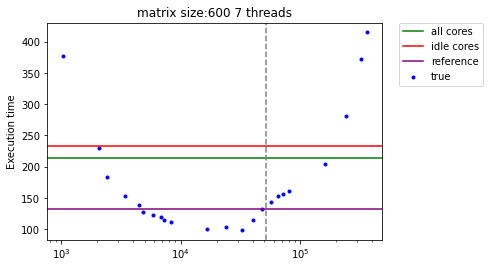 matrix size:600 7 threads
all cores
idle cores
reference
true
Execution time
400
350
300
250
200
150
100
10³
10⁴
10⁵